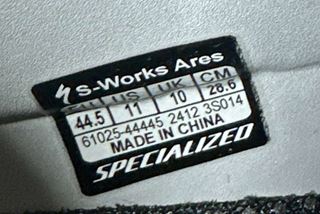 S-Works Ares
EU US UK CM
44.5 11 10 28.6
61025-44445 2412 3S014
MADE IN CHINA
SPECIALIZED